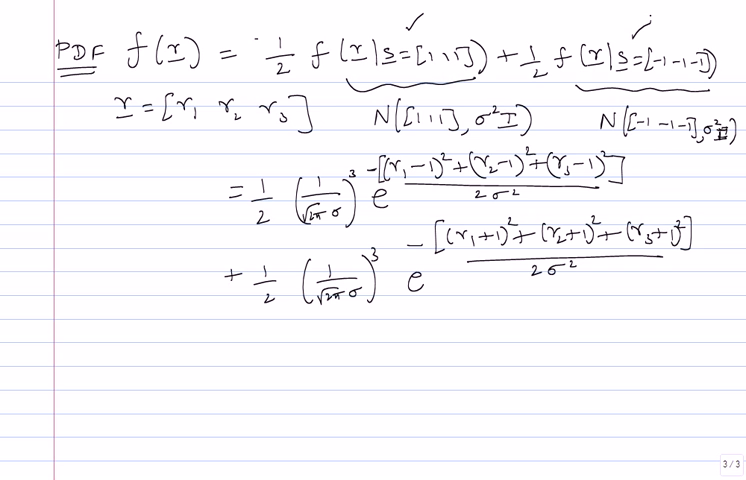 PDF f(r) = 1/2 f(r|s=[1 1 1]) + 1/2 f(r|s=[-1 -1 -1])
r = [r₁ r₂ r₃] N([1 1 1], σ²I) N([-1 -1 -1], σ²I)
= 1/2 (1/√2π σ)³ e^(-[(r₁-1)²+(r₂-1)²+(r₃-1)²]/2σ²)
+ 1/2 (1/√2π σ)³ e^(-[(r₁+1)²+(r₂+1)²+(r₃+1)²]/2σ²)
3/3